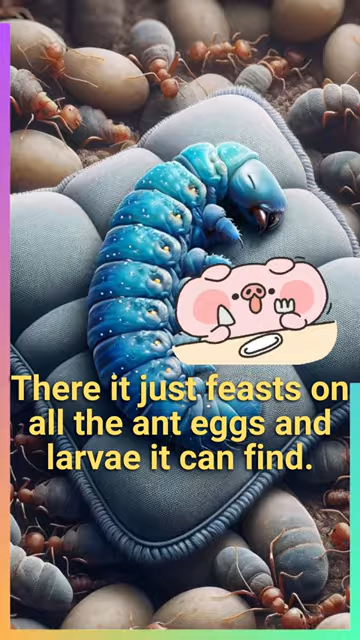 There it just feasts on
all the ant eggs and
larvae it can find.